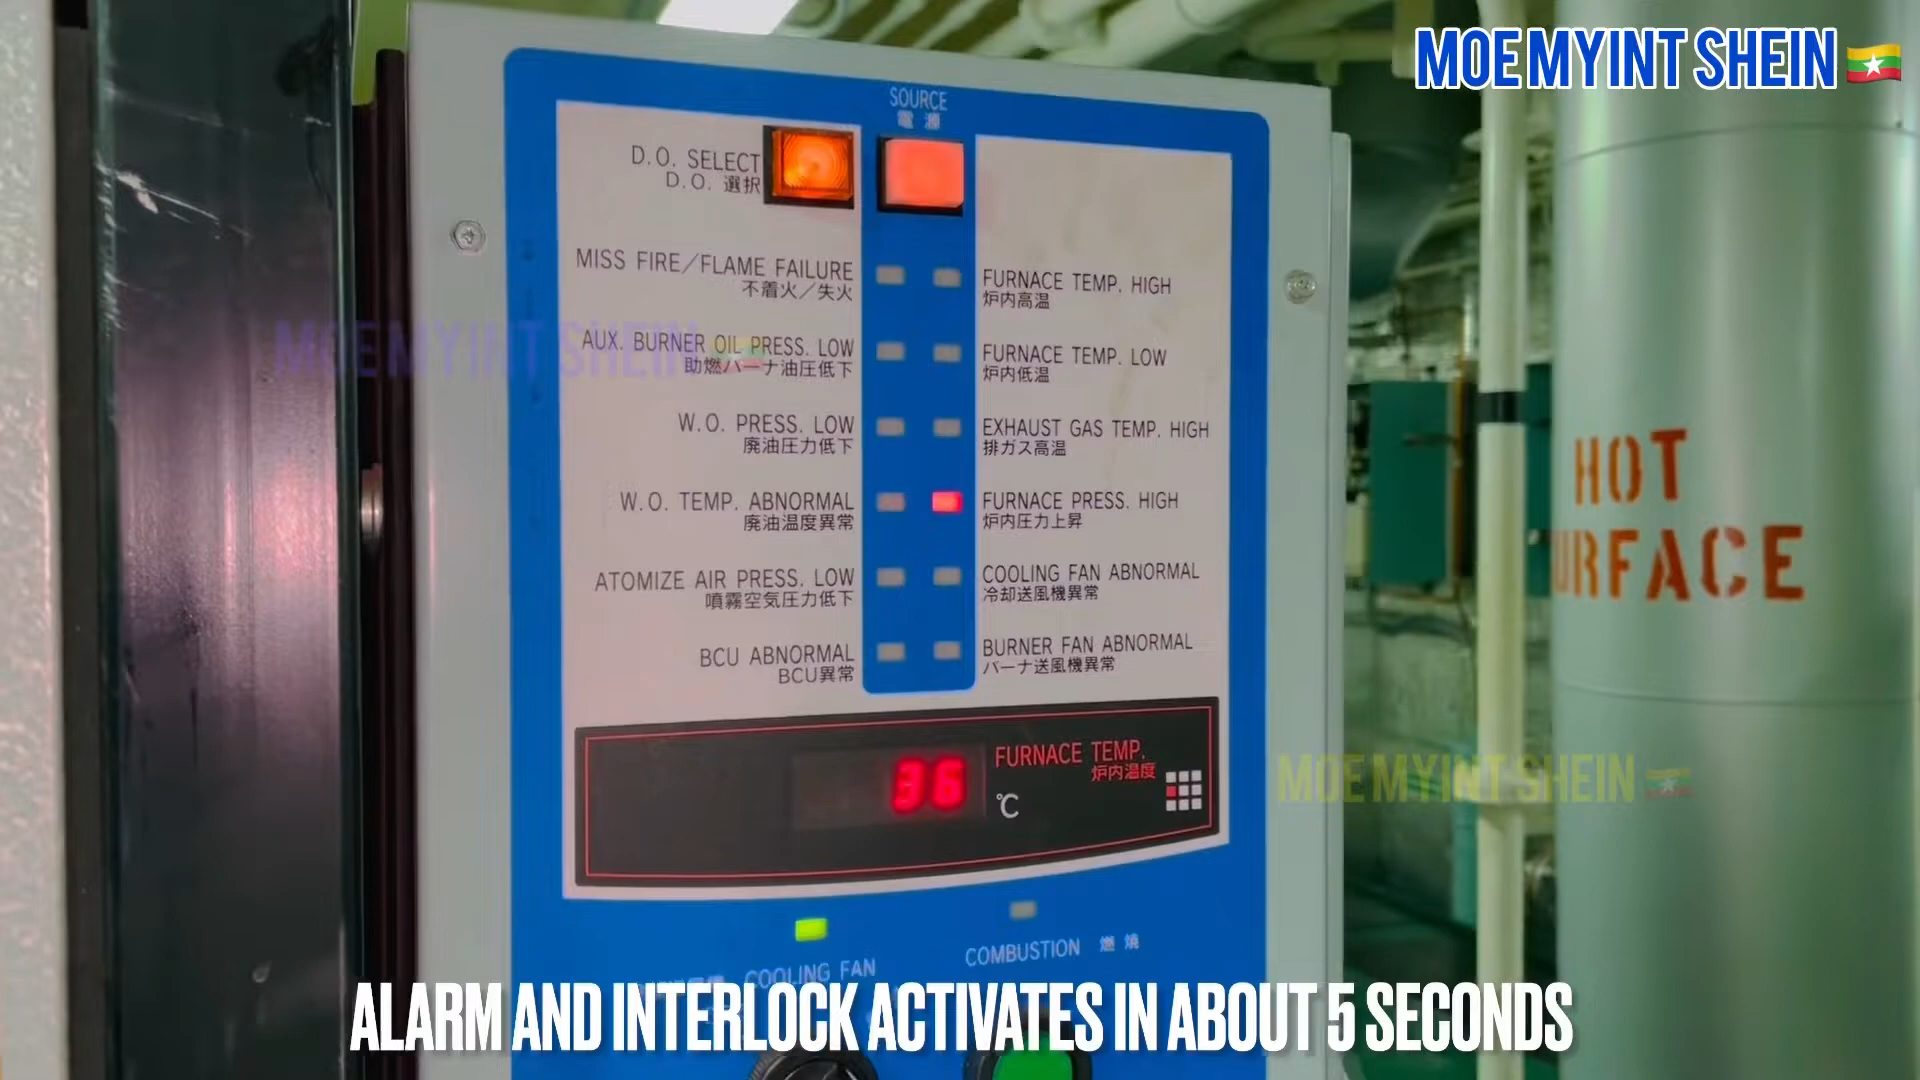 MOE MYINT SHEIN
SOURCE
電源
D.O. SELECT
D.O. 選択
MISS FIRE/FLAME FAILURE
不着火/失火
FURNACE TEMP. HIGH
炉内高温
MOE MYINT SHEIN
AUX. BURNER OIL PRESS. LOW
助燃バーナ油圧低下
FURNACE TEMP. LOW
炉内低温
W.O. PRESS. LOW
廃油圧力低下
EXHAUST GAS TEMP. HIGH
排ガス高温
HOT
URFACE
W.O. TEMP. ABNORMAL
廃油温度異常
FURNACE PRESS. HIGH
炉内圧力上昇
ATOMIZE AIR PRESS. LOW
噴霧空気圧力低下
COOLING FAN ABNORMAL
冷却送風機異常
BCU ABNORMAL
BCU異常
BURNER FAN ABNORMAL
バーナ送風機異常
36
FURNACE TEMP.
炉内温度
℃
MOE MYINT SHEIN
COOLING FAN
COMBUSTION 燃焼
ALARM AND INTERLOCK ACTIVATES IN ABOUT 5 SECONDS